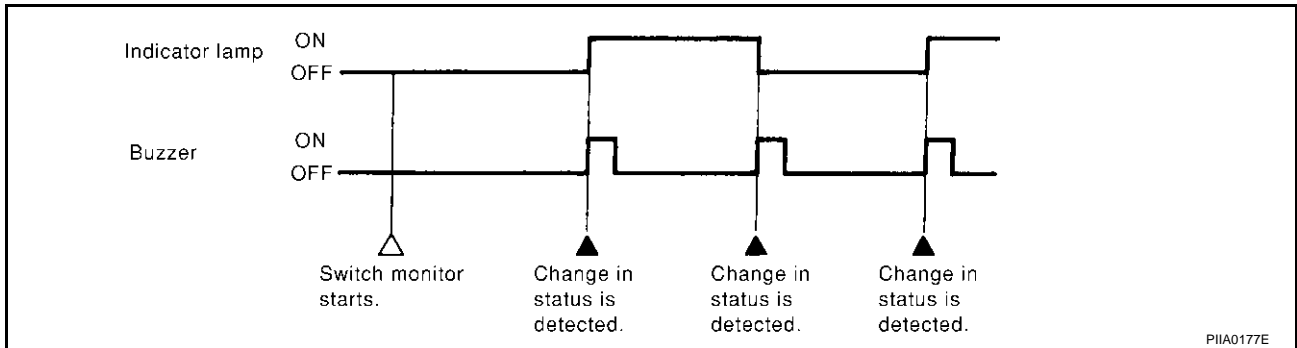 Indicator lamp
ON
OFF
Buzzer
ON
OFF
Switch monitor
starts.
Change in
status is
detected.
Change in
status is
detected.
Change in
status is
detected.
PIIA0177E